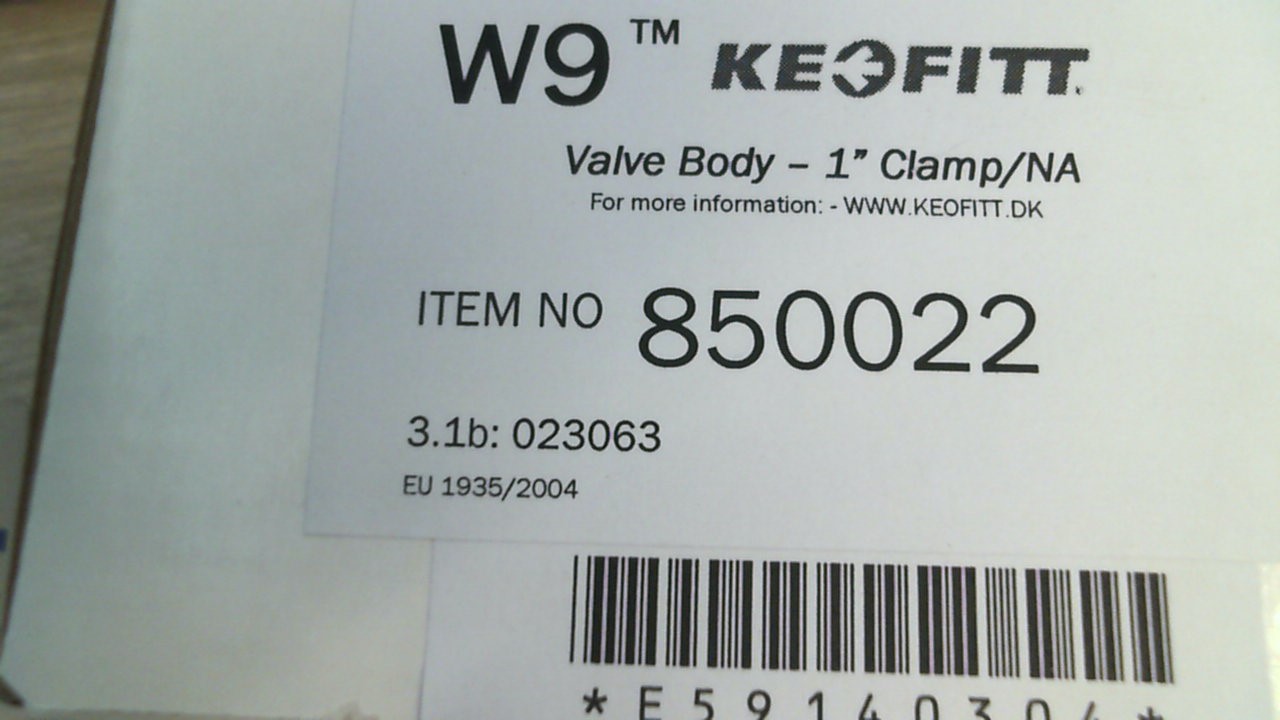 W9™ KEOFITT
Valve Body – 1” Clamp/NA
For more information: - WWW.KEOFITT.DK
ITEM NO 850022
3.1b: 023063
EU 1935/2004
*E59140304*